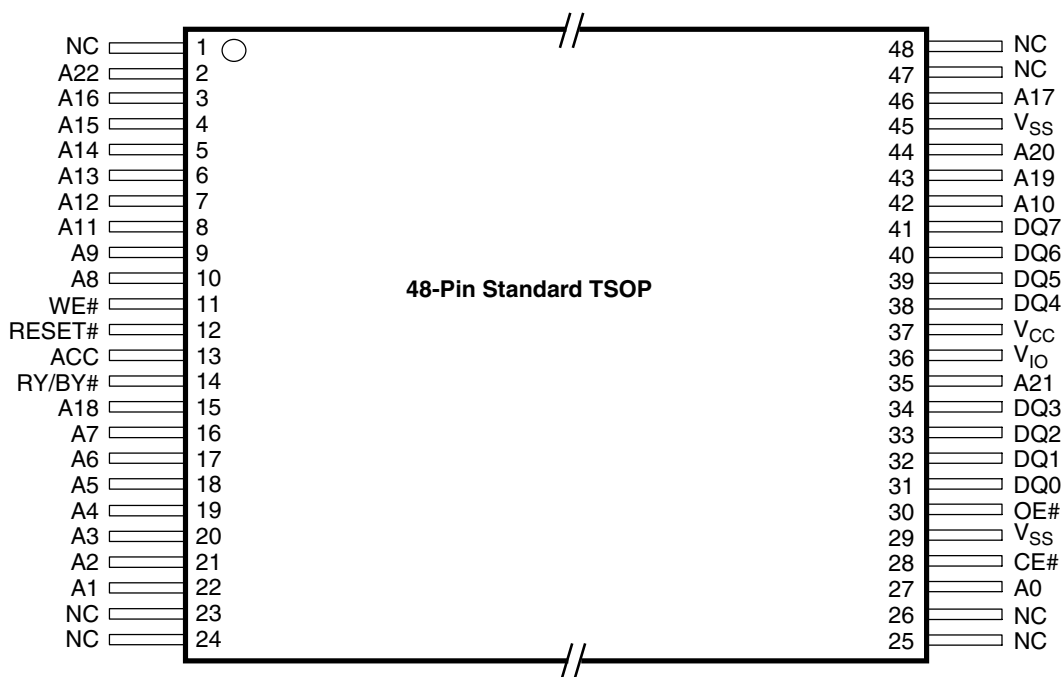 NC 1 48 NC
A22 2 47 NC
A16 3 46 A17
A15 4 45 VSS
A14 5 44 A20
A13 6 43 A19
A12 7 42 A10
A11 8 41 DQ7
A9 9 40 DQ6
A8 10 39 DQ5
48-Pin Standard TSOP
WE# 11 38 DQ4
RESET# 12 37 VCC
ACC 13 36 VIO
RY/BY# 14 35 A21
A18 15 34 DQ3
A7 16 33 DQ2
A6 17 32 DQ1
A5 18 31 DQ0
A4 19 30 OE#
A3 20 29 VSS
A2 21 28 CE#
A1 22 27 A0
NC 23 26 NC
NC 24 25 NC